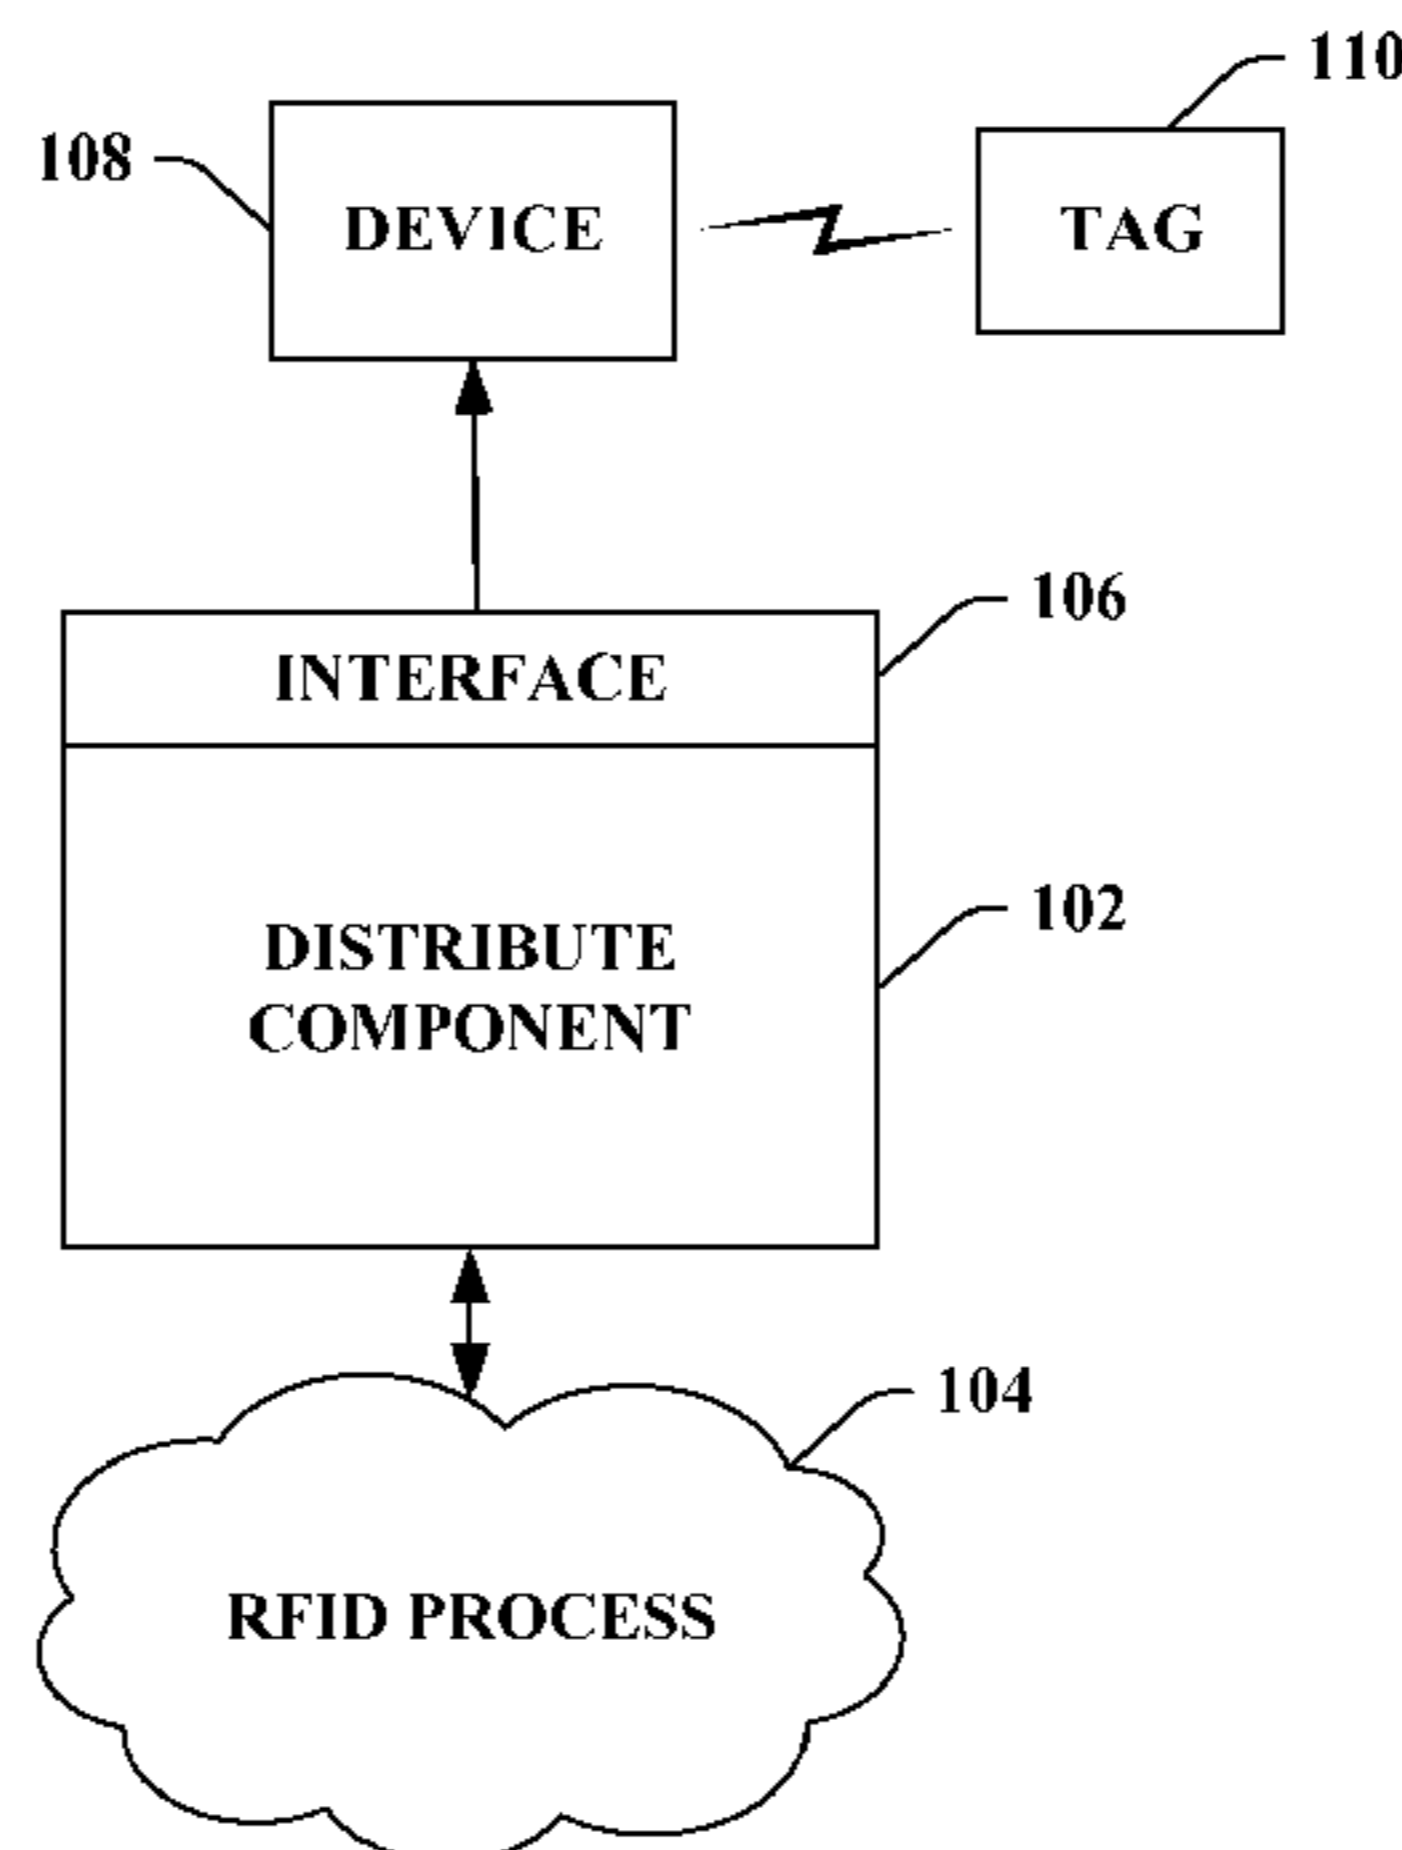 110
108
DEVICE
TAG
106
INTERFACE
102
DISTRIBUTE
COMPONENT
104
RFID PROCESS